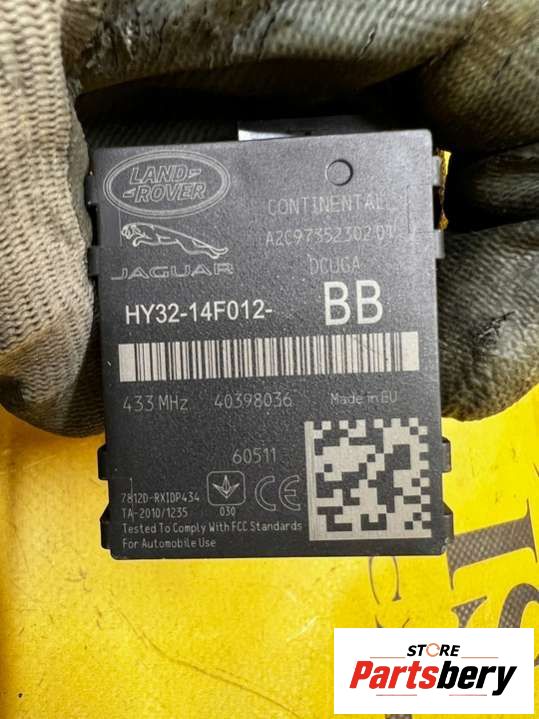 LAND-
-ROVER
JAGUAR
CONTINENTAL
DCUGA
HY32-14F012-
BB
433 MHz 40398036 Made in EU
60511
7812D-RXIDP434
TA-2010/1235
030
CE
Tested To Comply With FCC Standards
For Automobile Use
IS
STORE
Partsbery